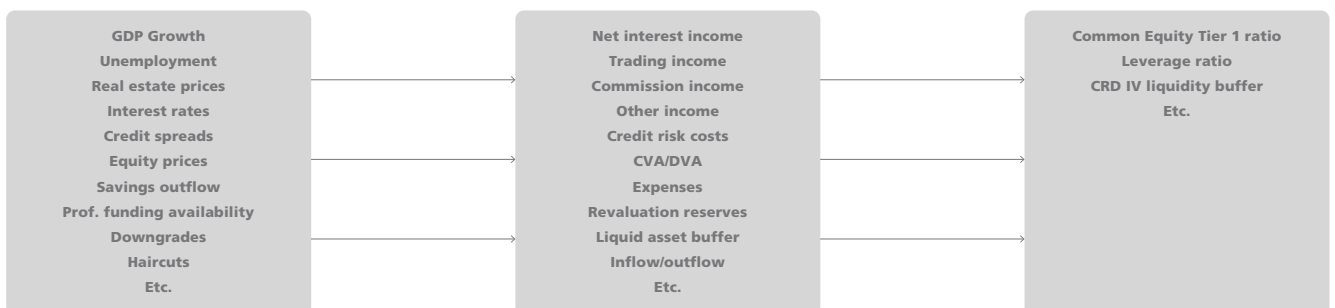 GDP Growth
Unemployment
Real estate prices
Interest rates
Credit spreads
Equity prices
Savings outflow
Prof. funding availability
Downgrades
Haircuts
Etc.
Net interest income
Trading income
Commission income
Other income
Credit risk costs
CVA/DVA
Expenses
Revaluation reserves
Liquid asset buffer
Inflow/outflow
Etc.
Common Equity Tier 1 ratio
Leverage ratio
CRD IV liquidity buffer
Etc.